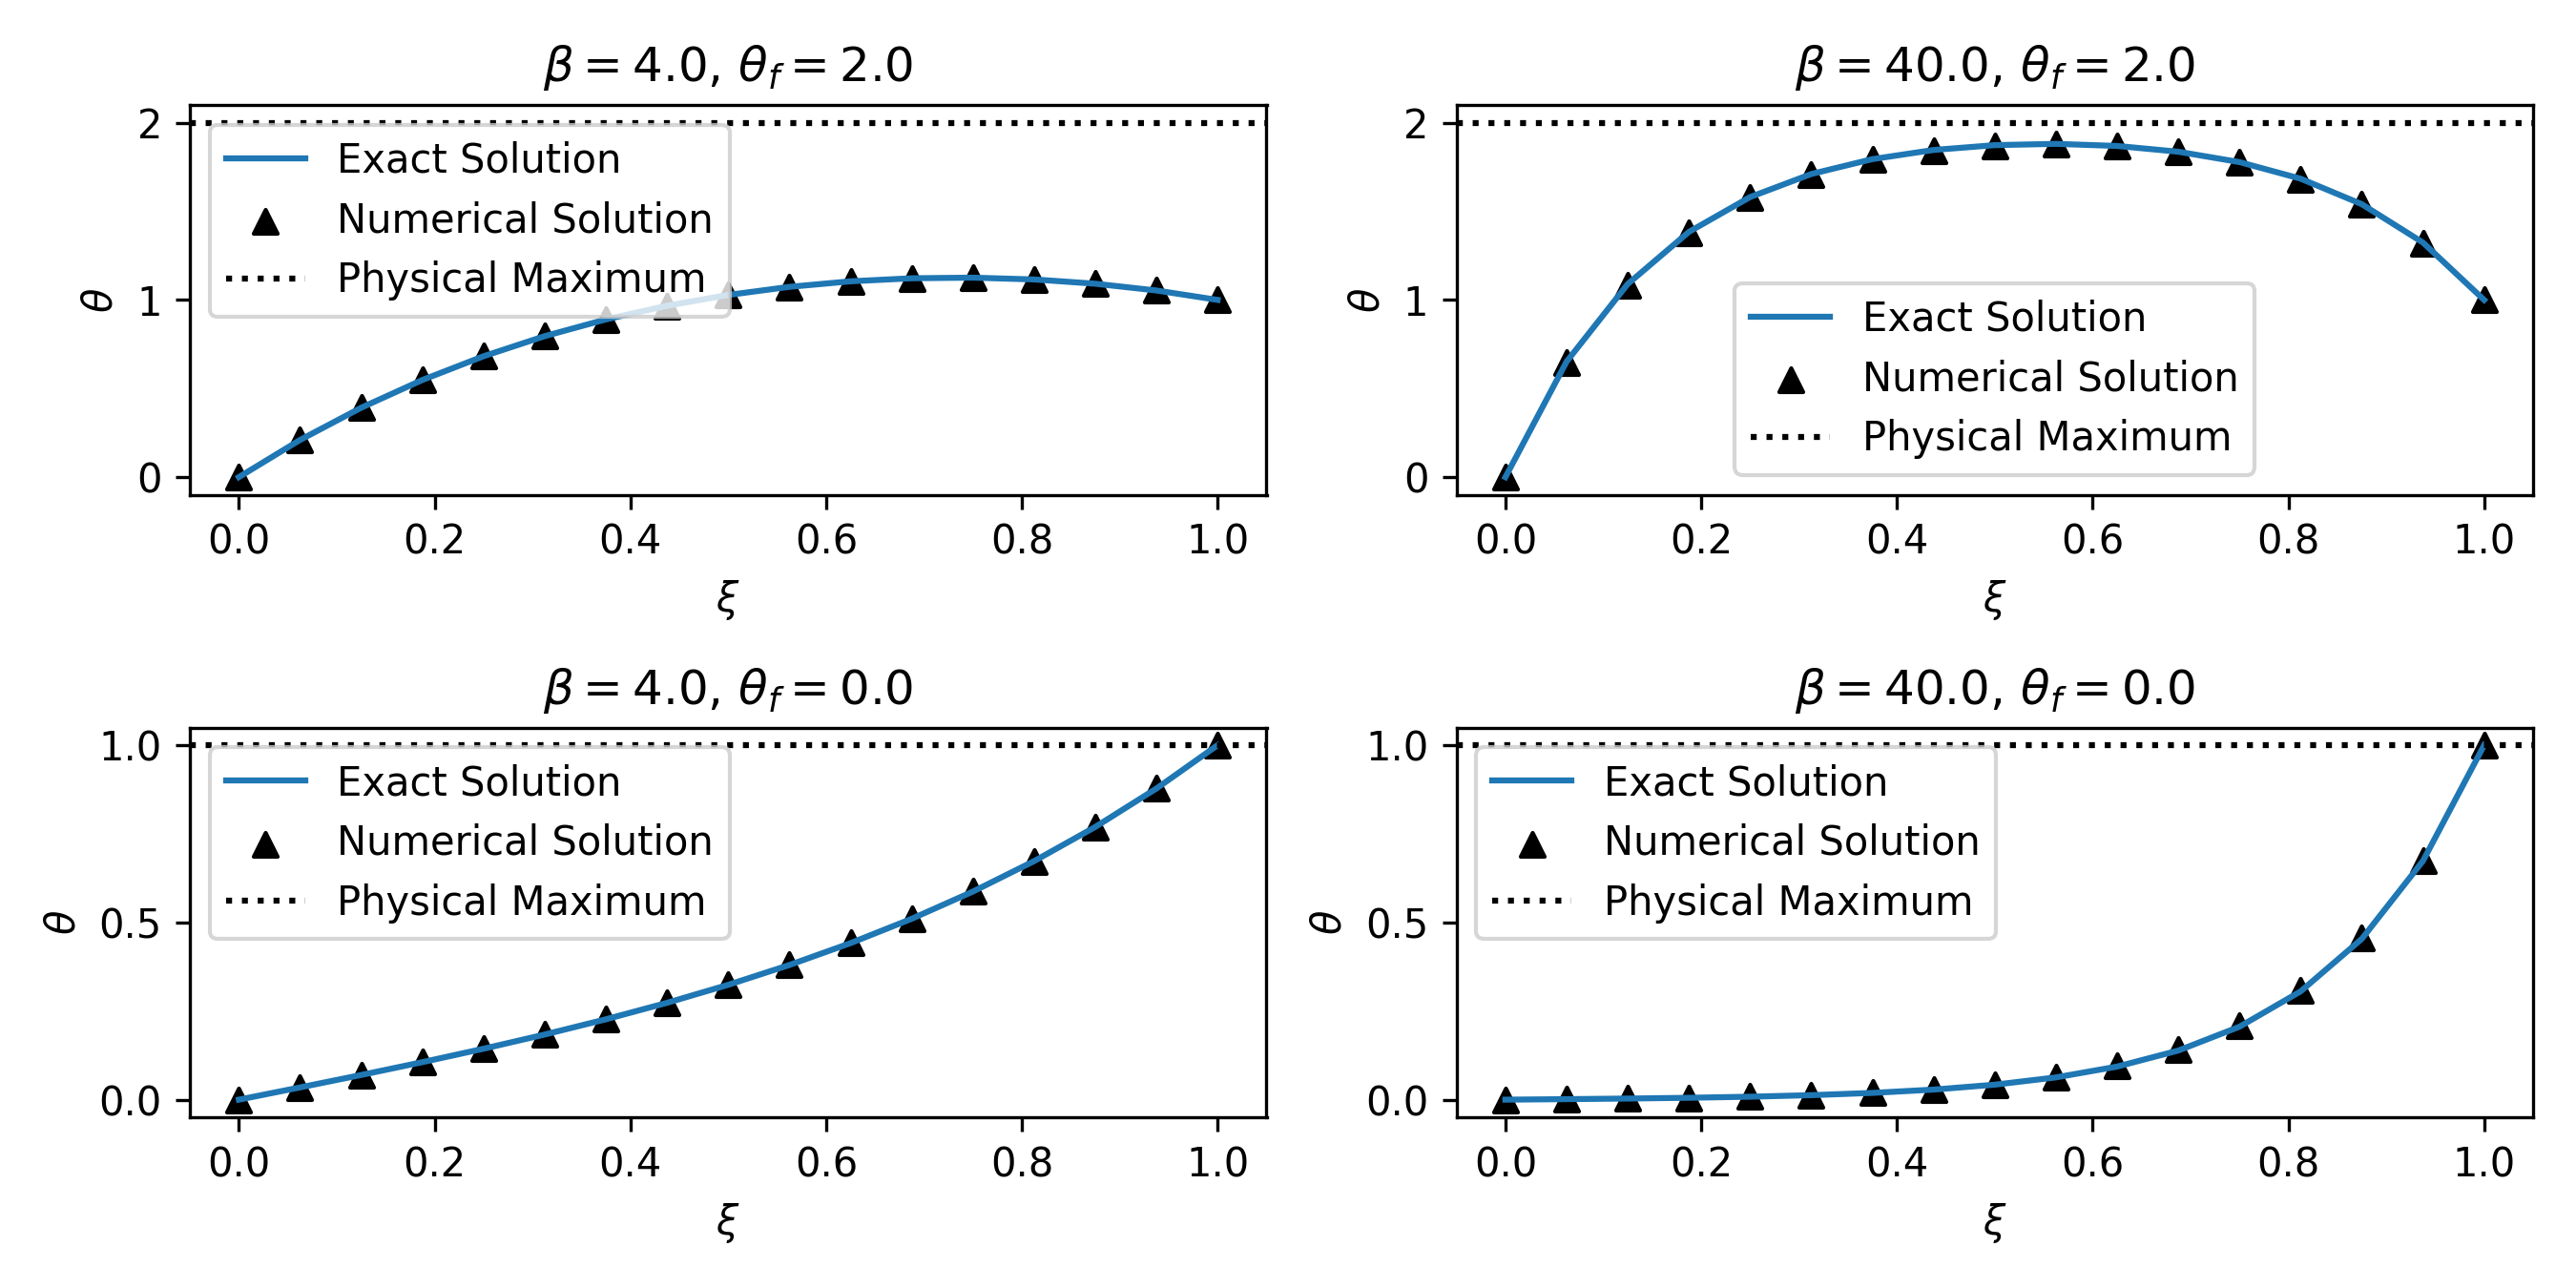 β = 4.0, θf = 2.0
2
1
0
θ
Exact Solution
Numerical Solution
Physical Maximum
0.0 0.2 0.4 0.6 0.8 1.0
ξ
β = 40.0, θf = 2.0
2
1
0
θ
Exact Solution
Numerical Solution
Physical Maximum
0.0 0.2 0.4 0.6 0.8 1.0
ξ
β = 4.0, θf = 0.0
1.0
0.5
0.0
θ
Exact Solution
Numerical Solution
Physical Maximum
0.0 0.2 0.4 0.6 0.8 1.0
ξ
β = 40.0, θf = 0.0
1.0
0.5
0.0
θ
Exact Solution
Numerical Solution
Physical Maximum
0.0 0.2 0.4 0.6 0.8 1.0
ξ